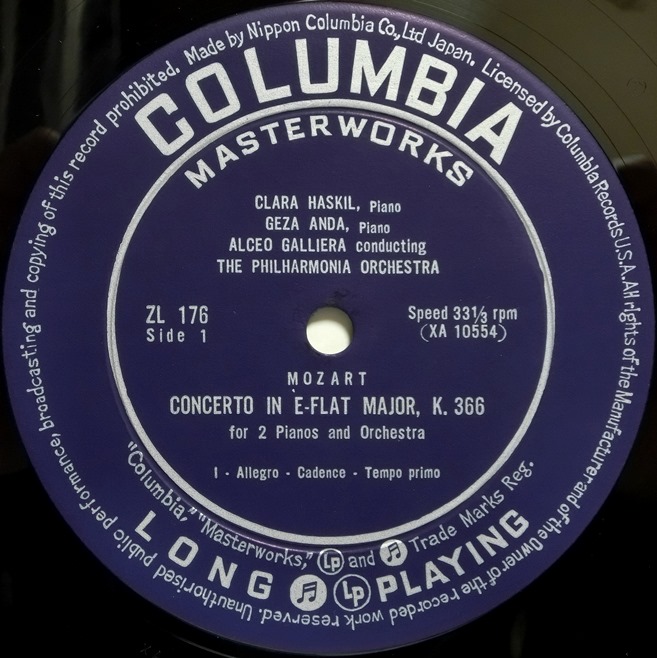 Unauthorised public performance, broadcasting and copying of this record prohibited. Made by Nippon Columbia Co., Ltd Japan. Licensed by Columbia Records U.S.A. All rights of the Manufacturer and of the Owner of the recorded work reserved.
COLUMBIA
MASTERWORKS
CLARA HASKIL, Piano
GEZA ANDA, Piano
ALCEO GALLIERA conducting
THE PHILHARMONIA ORCHESTRA
ZL 176
Side 1
Speed 33 1/3 rpm
(XA 10554)
MOZART
CONCERTO IN E-FLAT MAJOR, K. 366
for 2 Pianos and Orchestra
1 - Allegro - Cadence - Tempo primo
"Columbia," "Masterworks," Lp and Trade Marks Reg.
LONG Lp PLAYING